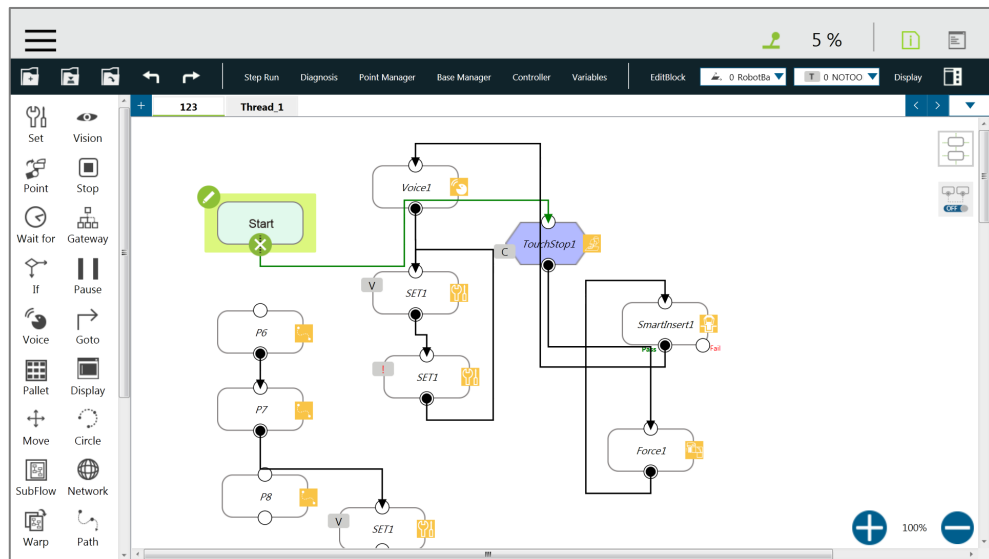 5 %
Step Run Diagnosis Point Manager Base Manager Controller Variables EditBlock 0 RobotBa T 0 NOTOO Display
+ 123 Thread_1
Set Vision
Point Stop
Wait for Gateway
If Pause
Voice Goto
Pallet Display
Move Circle
SubFlow Network
Warp Path
Voice1
Start
TouchStop1
C
V
SET1
SmartInsert1
Pass Fail
P6
!
SET1
P7
Force1
P8
V
SET1
OFF
100%